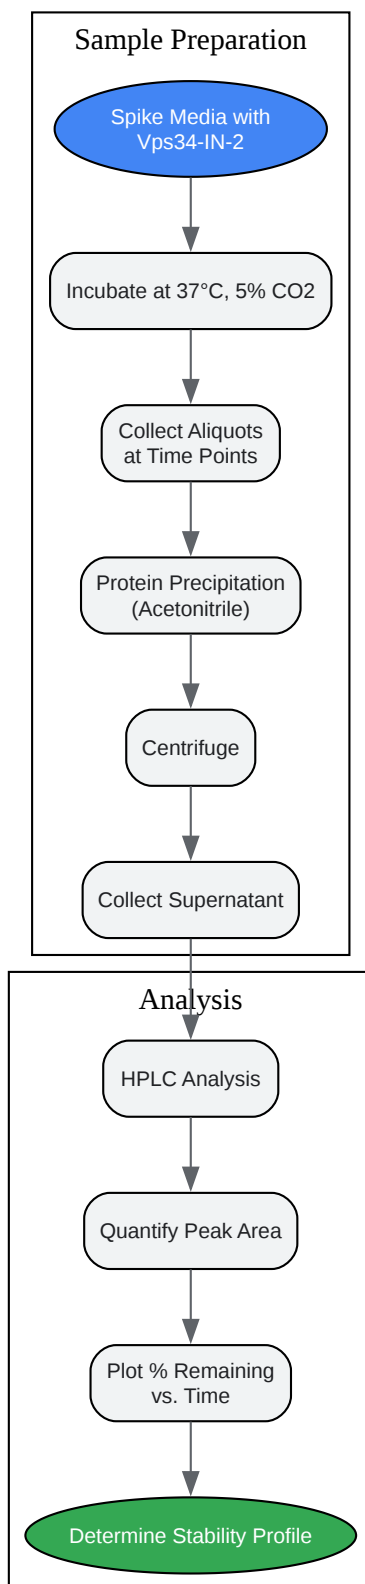 Sample Preparation
Spike Media with
Vps34-IN-2
Incubate at 37°C, 5% CO2
Collect Aliquots
at Time Points
Protein Precipitation
(Acetonitrile)
Centrifuge
Collect Supernatant
Analysis
HPLC Analysis
Quantify Peak Area
Plot % Remaining
vs. Time
Determine Stability Profile